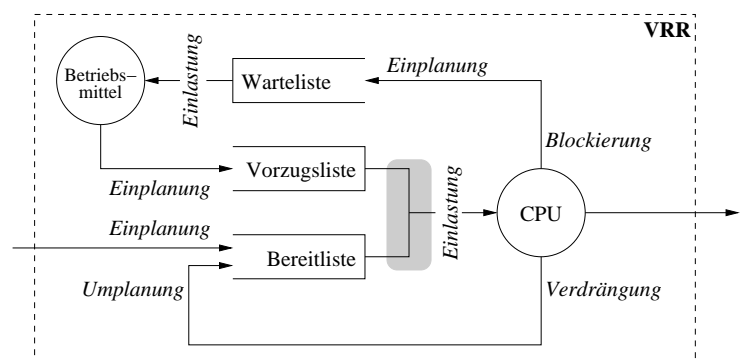 VRR
Betriebs–
mittel
Einlastung
Warteliste
Einplanung
Blockierung
Vorzugsliste
Einplanung
Einlastung
CPU
Einplanung
Bereitliste
Umplanung
Verdrängung